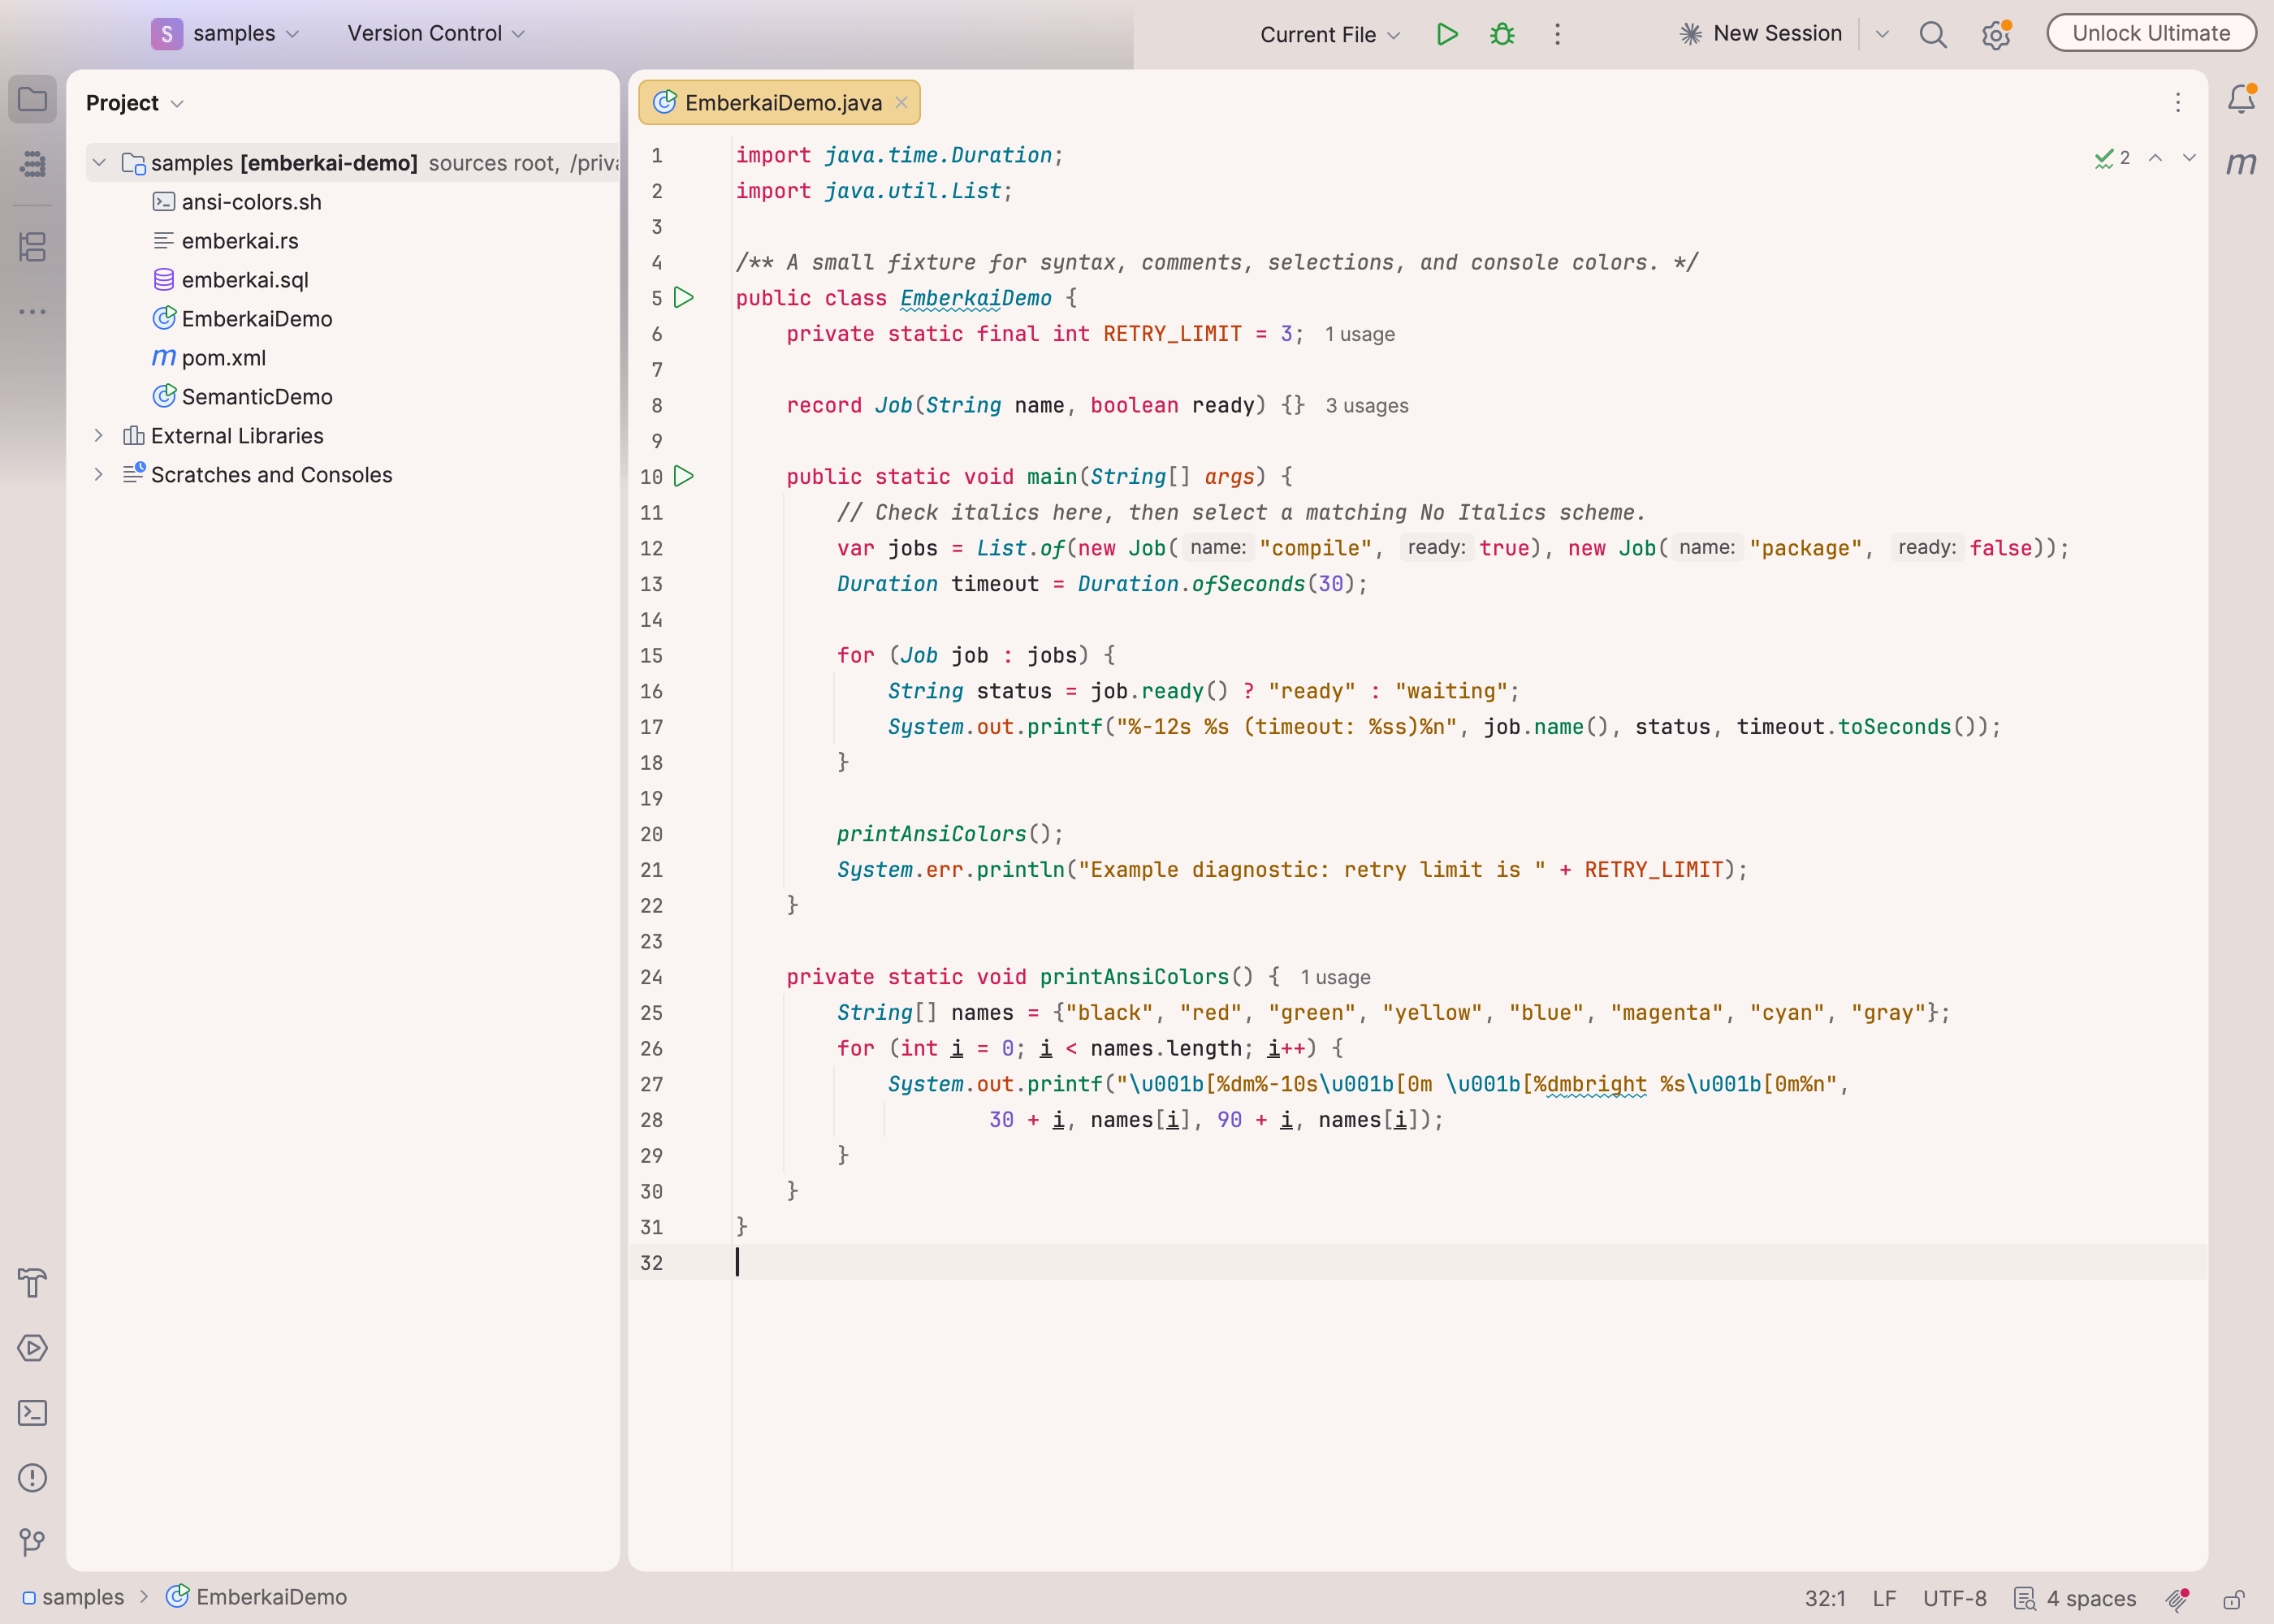 S samples Version Control Current File New Session Unlock Ultimate
Project
samples [emberkai-demo] sources root, /priva
ansi-colors.sh
emberkai.rs
emberkai.sql
EmberkaiDemo
m pom.xml
SemanticDemo
External Libraries
Scratches and Consoles
EmberkaiDemo.java
2
m
1 import java.time.Duration;
2 import java.util.List;
3
4 /** A small fixture for syntax, comments, selections, and console colors. */
5 public class EmberkaiDemo {
6 private static final int RETRY_LIMIT = 3; 1 usage
7
8 record Job(String name, boolean ready) {} 3 usages
9
10 public static void main(String[] args) {
11 // Check italics here, then select a matching No Italics scheme.
12 var jobs = List.of(new Job( name: "compile", ready: true), new Job( name: "package", ready: false));
13 Duration timeout = Duration.ofSeconds(30);
14
15 for (Job job : jobs) {
16 String status = job.ready() ? "ready" : "waiting";
17 System.out.printf("%-12s %s (timeout: %ss)%n", job.name(), status, timeout.toSeconds());
18 }
19
20 printAnsiColors();
21 System.err.println("Example diagnostic: retry limit is " + RETRY_LIMIT);
22 }
23
24 private static void printAnsiColors() { 1 usage
25 String[] names = {"black", "red", "green", "yellow", "blue", "magenta", "cyan", "gray"};
26 for (int i = 0; i < names.length; i++) {
27 System.out.printf("\u001b[%dm%-10s\u001b[0m \u001b[%dmbright %s\u001b[0m%n",
28 30 + i, names[i], 90 + i, names[i]);
29 }
30 }
31 }
32
samples EmberkaiDemo 32:1 LF UTF-8 4 spaces